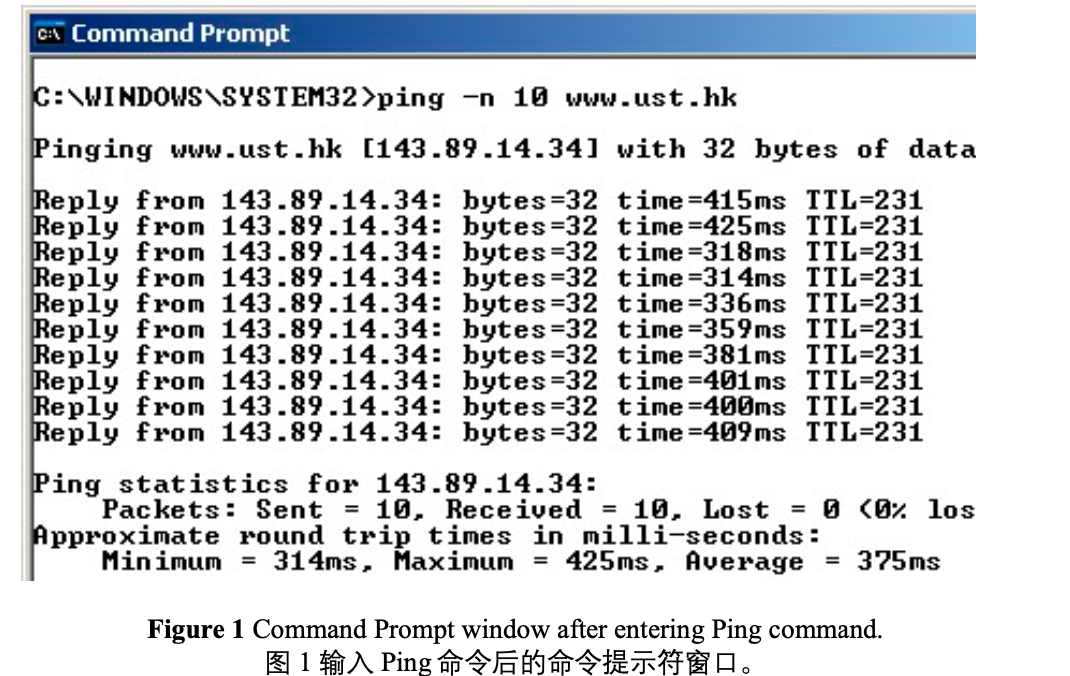 Command Prompt
C:\WINDOWS\SYSTEM32>ping -n 10 www.ust.hk
Pinging www.ust.hk [143.89.14.34] with 32 bytes of data
Reply from 143.89.14.34: bytes=32 time=415ms TTL=231
Reply from 143.89.14.34: bytes=32 time=425ms TTL=231
Reply from 143.89.14.34: bytes=32 time=318ms TTL=231
Reply from 143.89.14.34: bytes=32 time=314ms TTL=231
Reply from 143.89.14.34: bytes=32 time=336ms TTL=231
Reply from 143.89.14.34: bytes=32 time=359ms TTL=231
Reply from 143.89.14.34: bytes=32 time=381ms TTL=231
Reply from 143.89.14.34: bytes=32 time=401ms TTL=231
Reply from 143.89.14.34: bytes=32 time=400ms TTL=231
Reply from 143.89.14.34: bytes=32 time=409ms TTL=231
Ping statistics for 143.89.14.34:
Packets: Sent = 10, Received = 10, Lost = 0 (0% los
Approximate round trip times in milli-seconds:
Minimum = 314ms, Maximum = 425ms, Average = 375ms
Figure 1 Command Prompt window after entering Ping command.
图 1 输入 Ping 命令后的命令提示符窗口。